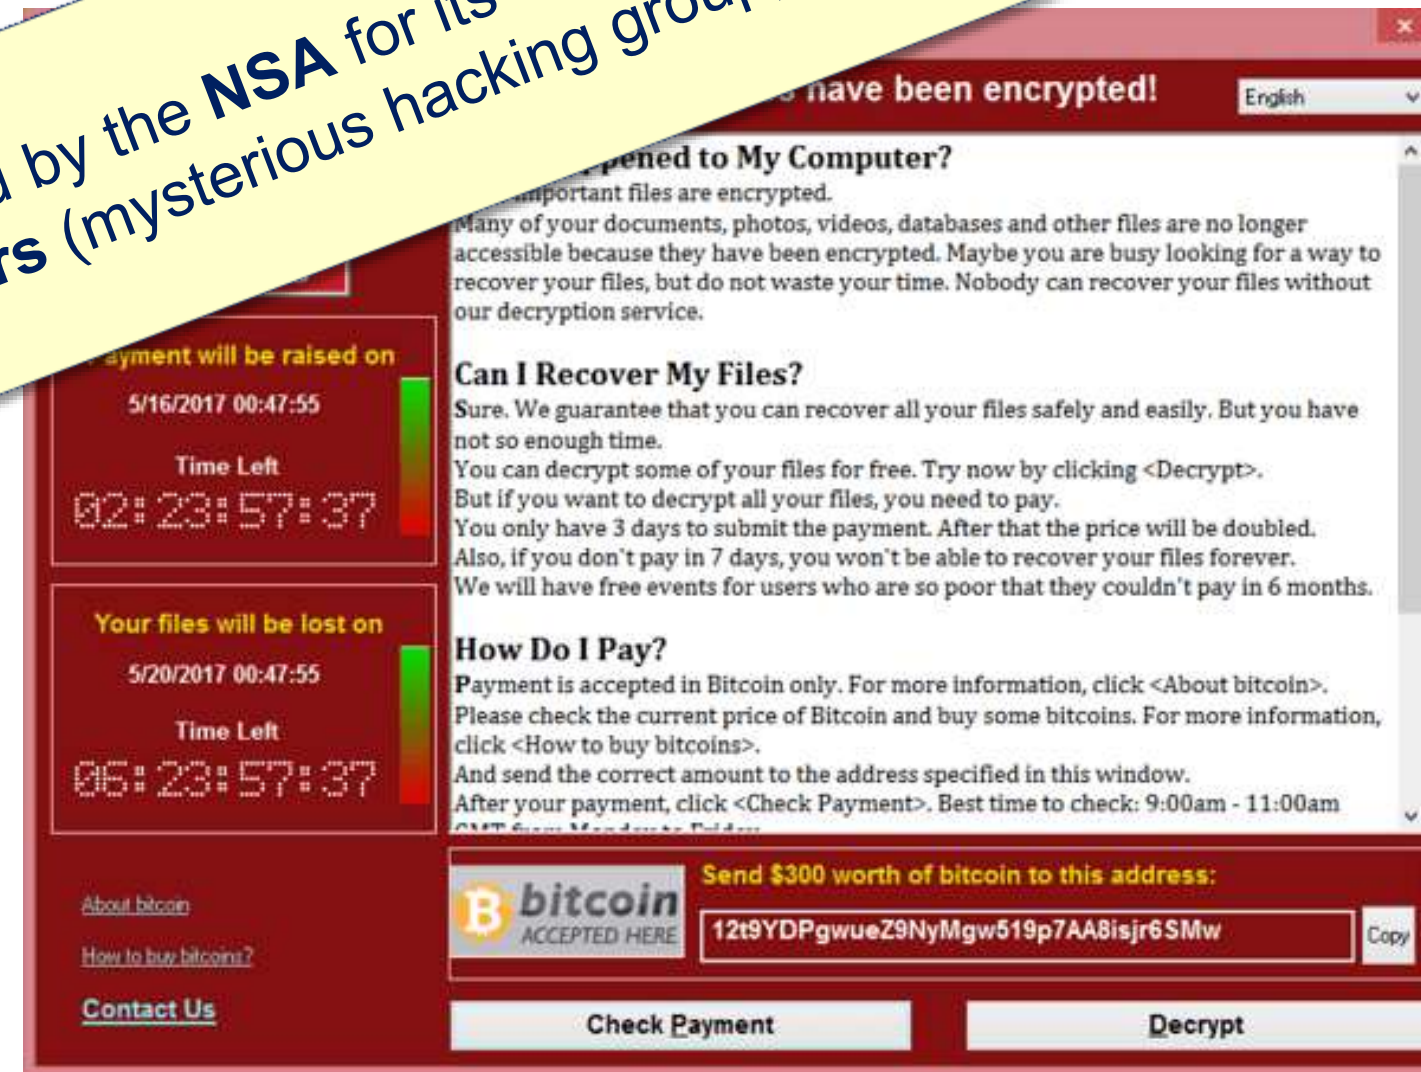 by the NSA for its
rs (mysterious hacking group
have been encrypted!
English
to My Computer?
important files are encrypted.
Many of your documents, photos, videos, databases and other files are no longer
accessible because they have been encrypted. Maybe you are busy looking for a way to
recover your files, but do not waste your time. Nobody can recover your files without
our decryption service.
Can I Recover My Files?
Sure. We guarantee that you can recover all your files safely and easily. But you have
not so enough time.
You can decrypt some of your files for free. Try now by clicking <Decrypt>.
But if you want to decrypt all your files, you need to pay.
You only have 3 days to submit the payment. After that the price will be doubled.
Also, if you don't pay in 7 days, you won't be able to recover your files forever.
We will have free events for users who are so poor that they couldn't pay in 6 months.
How Do I Pay?
Payment is accepted in Bitcoin only. For more information, click <About bitcoin>.
Please check the current price of Bitcoin and buy some bitcoins. For more information,
click <How to buy bitcoins>.
And send the correct amount to the address specified in this window.
After your payment, click <Check Payment>. Best time to check: 9:00am - 11:00am
GMT from Monday to Friday
Payment will be raised on
5/16/2017 00:47:55
Time Left
02:23:57:37
Your files will be lost on
5/20/2017 00:47:55
Time Left
06:23:57:37
About bitcoin
How to buy bitcoins?
Contact Us
bitcoin
ACCEPTED HERE
Send $300 worth of bitcoin to this address:
12t9YDPgwueZ9NyMgw519p7AA8isjr6SMw
Copy
Check Payment
Decrypt